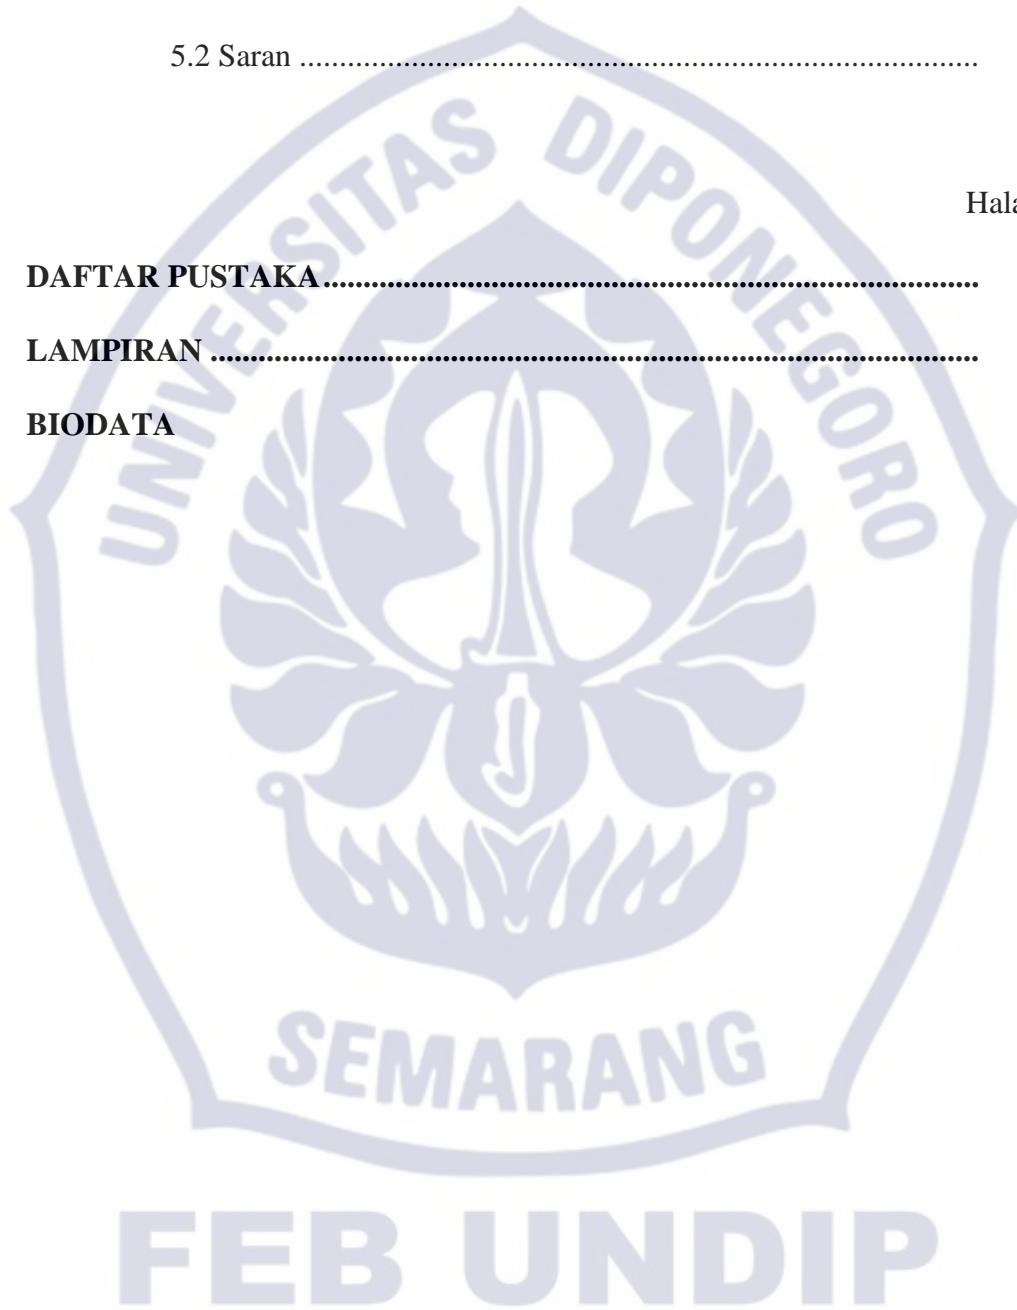 5.2 Saran .....................................................................................
Hala
DAFTAR PUSTAKA ................................................................................
LAMPIRAN .............................................................................................
BIODATA
UNIVERSITAS DIPONEGORO
SEMARANG
FEB UNDIP